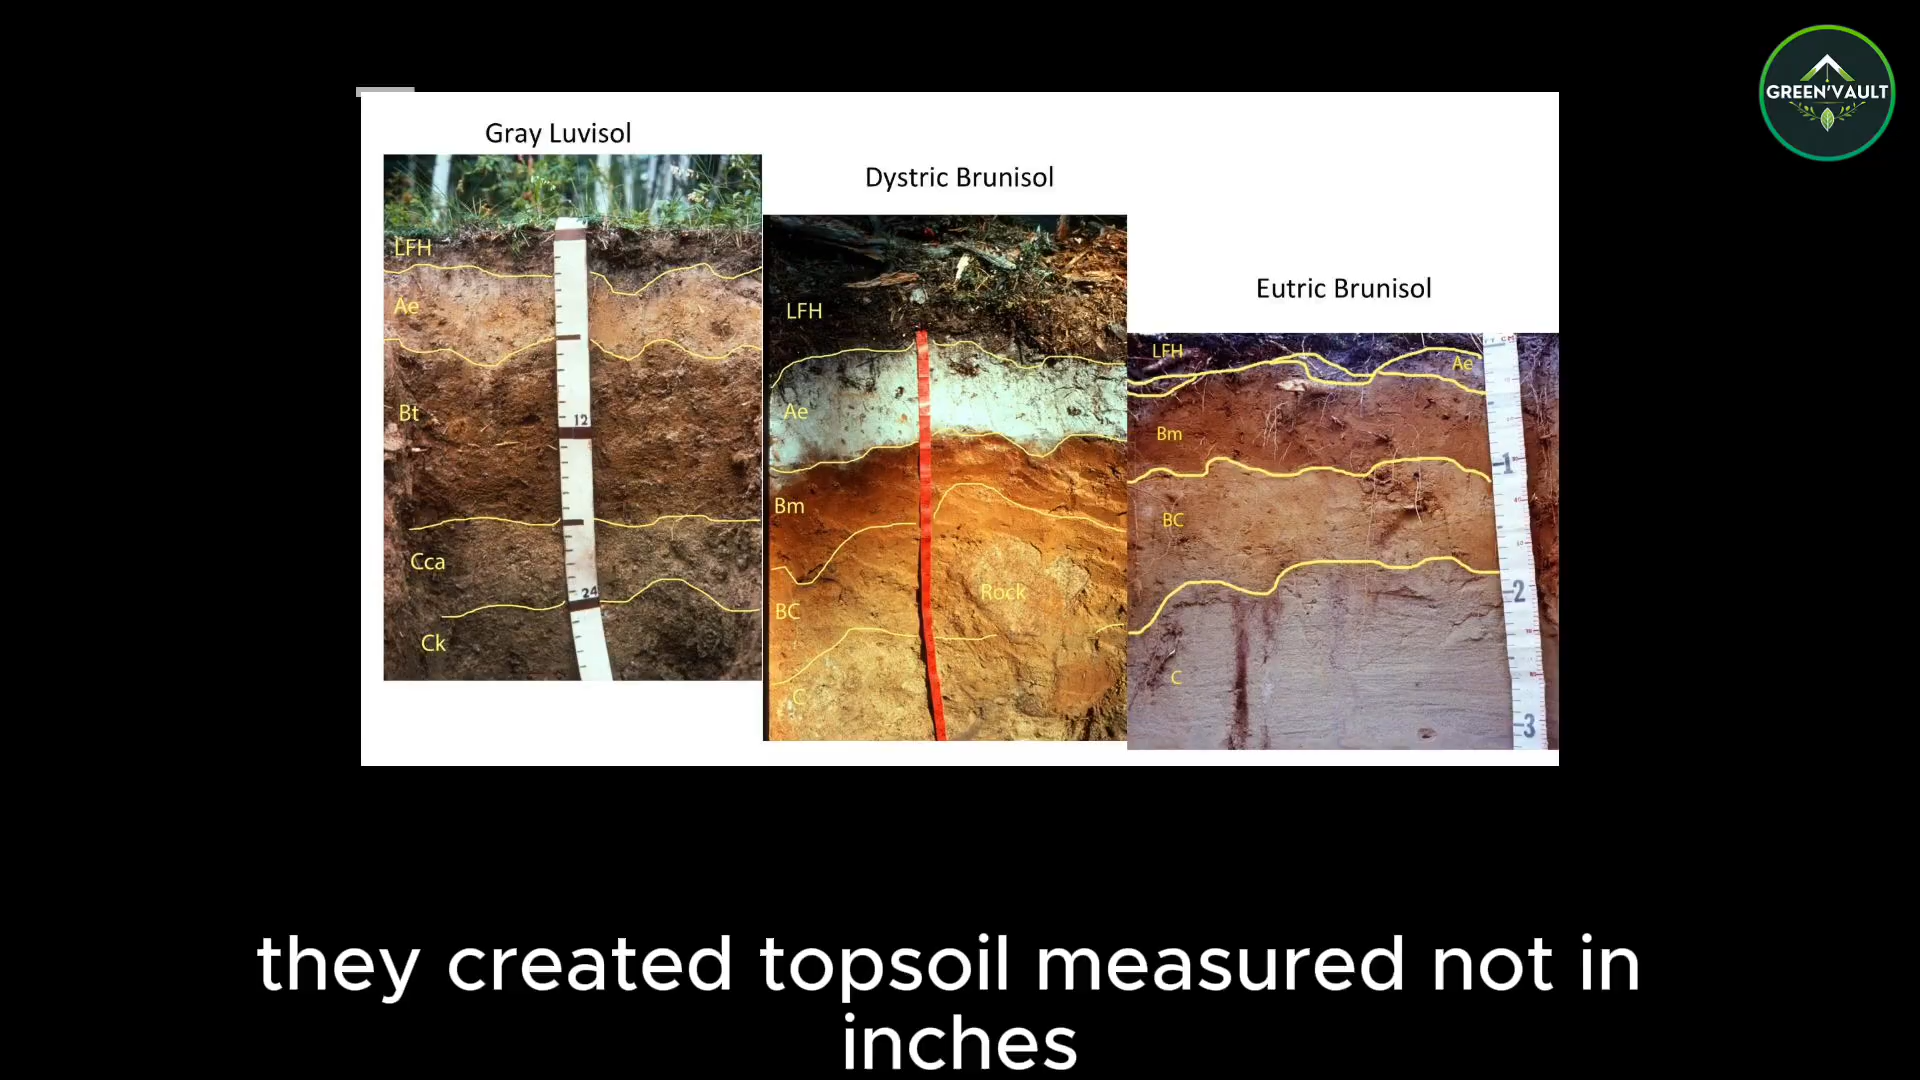 GREEN'VAULT
Gray Luvisol
Dystric Brunisol
Eutric Brunisol
LFH
Ae
Bt
Cca
Ck
12
24
LFH
Ae
Bm
BC
Rock
C
LFH
Ae
Bm
BC
C
1
2
3
they created topsoil measured not in
inches